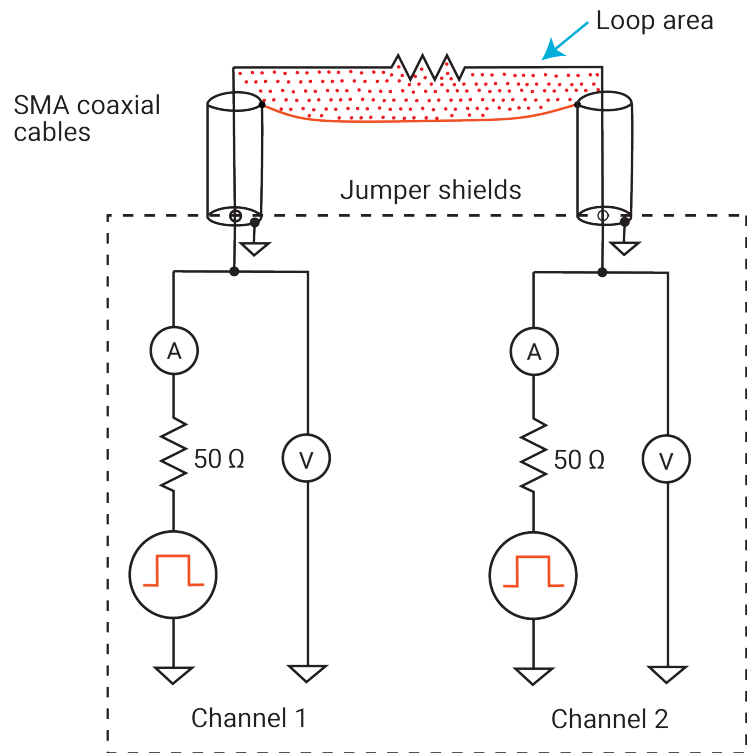 Loop area
SMA coaxial
cables
Jumper shields
A
A
50 Ω
V
50 Ω
V
Channel 1
Channel 2